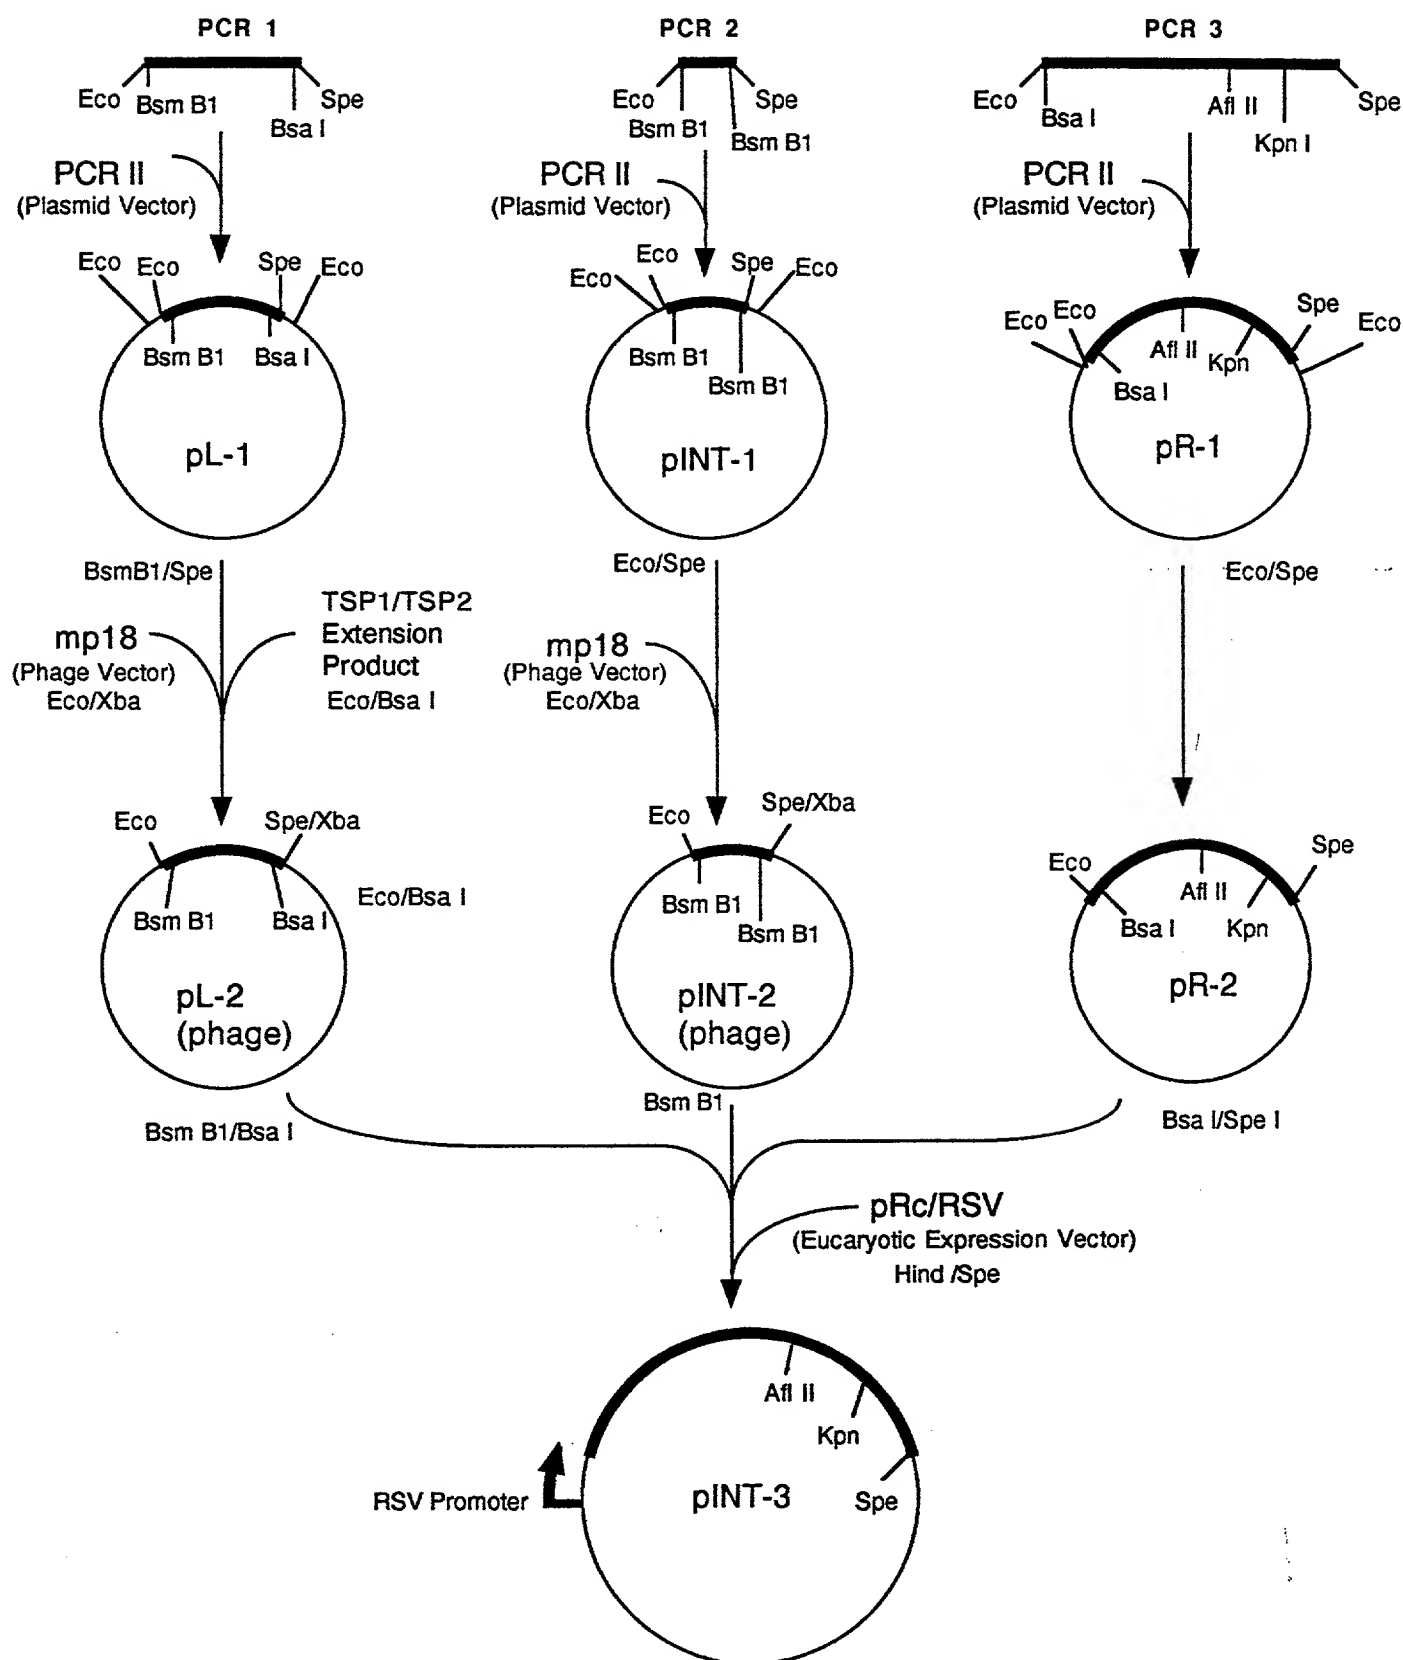 PCR 1
PCR 2
PCR 3
Eco
Bsm B1
Bsa I
Spe
Eco
Bsm B1
Bsm B1
Spe
Eco
Bsa I
Afl II
Kpn I
Spe
PCR II
(Plasmid Vector)
PCR II
(Plasmid Vector)
PCR II
(Plasmid Vector)
Eco
Eco
Spe
Eco
Bsm B1
Bsa I
pL-1
Eco
Eco
Spe
Eco
Bsm B1
Bsm B1
pINT-1
Eco
Eco
Spe
Eco
Bsa I
Afl II
Kpn
pR-1
BsmB1/Spe
mp18
(Phage Vector)
Eco/Xba
TSP1/TSP2
Extension
Product
Eco/Bsa I
Eco/Spe
mp18
(Phage Vector)
Eco/Xba
Eco/Spe
Eco
Spe/Xba
Bsm B1
Bsa I
Eco/Bsa I
pL-2
(phage)
Eco
Spe/Xba
Bsm B1
Bsm B1
pINT-2
(phage)
Eco
Spe
Bsa I
Afl II
Kpn
pR-2
Bsm B1/Bsa I
Bsm B1
Bsa I/Spe I
pRc/RSV
(Eucaryotic Expression Vector)
Hind /Spe
Afl II
Kpn
Spe
RSV Promoter
pINT-3